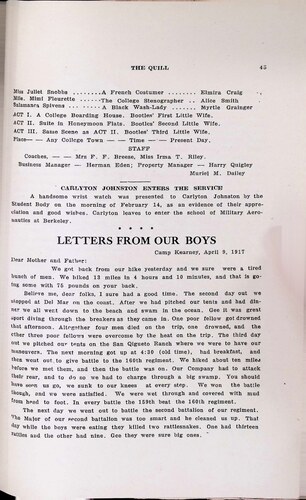 THE QUILL 45
Miss Juliet Snobbs ........A French Costumer ........ Elmira Craig
Mlle. Mimi Fleurette ......The College Stenographer .. Alice Smith
Salamanra Spivens ......... A Black Wash-Lady ....... Myrtle Grainger
ACT I. A College Boarding House. Bootles' First Little Wife.
ACT II. Suite in Honeymoon Flats. Bootles' Second Little Wife.
ACT III. Same Scene as ACT II. Bootles' Third Little Wife.
Place— — Any College Town — — Time — — Present Day.
STAFF
Coaches, — — Mrs F. F. Breeze, Miss Irma T. Riley.
Business Manager — Herman Eden; Property Manager — Harry Quigley
Muriel M. Dailey
CARLYTON JOHNSTON ENTERS THE SERVICE
A handsome wrist watch was presented to Carlyton Johnston by the
Student Body on the morning of February 14, as an evidence of their appre-
ciation and good wishes. Carlyton leaves to enter the school of Military Aero-
nautics at Berkeley.
* * * *
LETTERS FROM OUR BOYS
Camp Kearney, April 9, 1917
Dear Mother and Father:
We got back from our hike yesterday and we sure were a tired
bunch of men. We hiked 13 miles in 4 hours and 10 minutes, and that is go-
ing some with 75 pounds on your back.
Believe me, dear folks, I sure had a good time. The second day out we
stopped at Del Mar on the coast. After we had pitched our tents and had din-
ner we all went down to the beach and swam in the ocean. Gee it was great
sport diving through the breakers as they came in. One poor fellow got drowned
that afternoon. Altogether four men died on the trip, one drowned, and the
other three poor fellows were overcome by the heat on the trip. The third day
out we pitched our tents on the San Qigueto Ranch where we were to have our
maneuvers. The next morning got up at 4:30 (old time), had breakfast, and
then went out to give battle to the 160th regiment. We hiked about ten miles
before we met them, and then the battle was on. Our Company had to attack
their rear, and to do so we had to charge through a big swamp. You should
have seen us go, we sunk to our knees at every step. We won the battle
though, and we were satisfied. We were wet through and covered with mud
from head to foot. In every battle the 159th beat the 160th regiment.
The next day we went out to battle the second battalion of our regiment.
The Major of our second battalion was too smart and he cleaned us up. That
day while the boys were eating they killed two rattlesnakes. One had thirteen
rattles and the other had nine. Gee they were sure big ones.